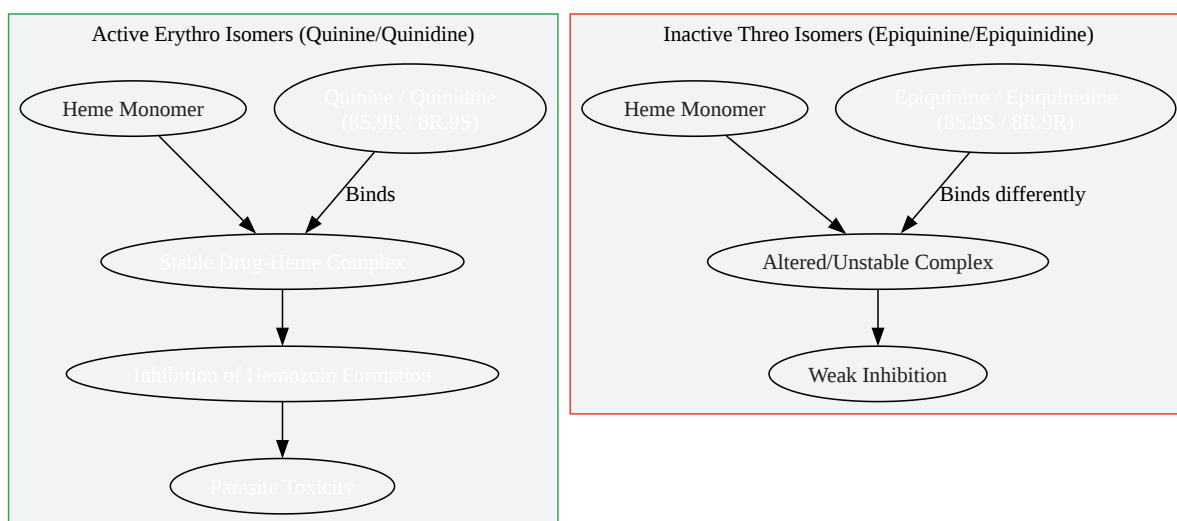 Active Erythro Isomers (Quinine/Quinidine)
Heme Monomer
Quinine / Quinidine
(8S,9R / 8R,9S)
Binds
Stable Drug-Heme Complex
Inhibition of Hemozoin Formation
Parasite Toxicity
Inactive Threo Isomers (Epiquinine/Epiquinidine)
Heme Monomer
Epiquinine / Epiquinidine
(8S,9S / 8R,9R)
Binds differently
Altered/Unstable Complex
Weak Inhibition